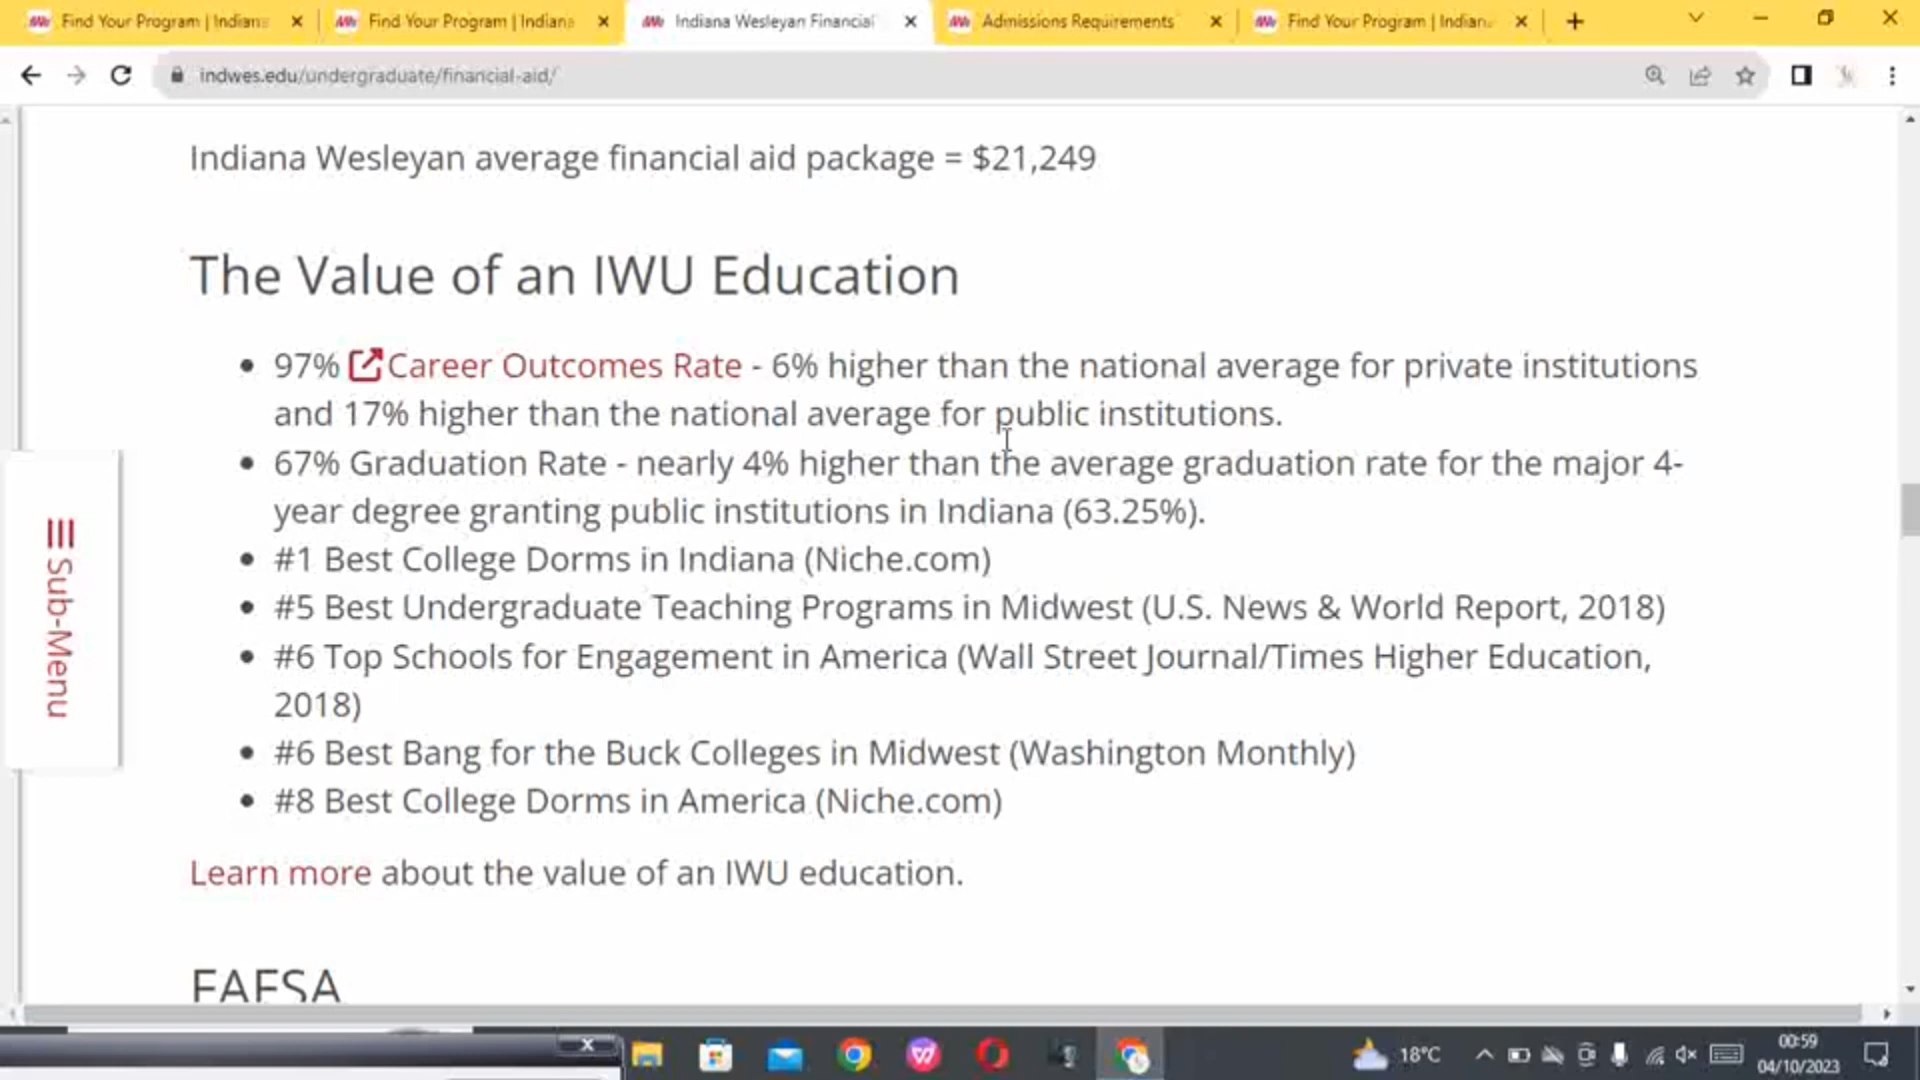 Find Your Program | Indiana
Find Your Program | Indiana
Indiana Wesleyan Financial
Admissions Requirements
Find Your Program | Indian
indwes.edu/undergraduate/financial-aid/
Indiana Wesleyan average financial aid package = $21,249
The Value of an IWU Education
• 97% Career Outcomes Rate - 6% higher than the national average for private institutions
and 17% higher than the national average for public institutions.
• 67% Graduation Rate - nearly 4% higher than the average graduation rate for the major 4-
year degree granting public institutions in Indiana (63.25%).
• #1 Best College Dorms in Indiana (Niche.com)
• #5 Best Undergraduate Teaching Programs in Midwest (U.S. News & World Report, 2018)
• #6 Top Schools for Engagement in America (Wall Street Journal/Times Higher Education,
2018)
• #6 Best Bang for the Buck Colleges in Midwest (Washington Monthly)
• #8 Best College Dorms in America (Niche.com)
Learn more about the value of an IWU education.
FAFSA
Sub-Menu
18°C
00:59
04/10/2023